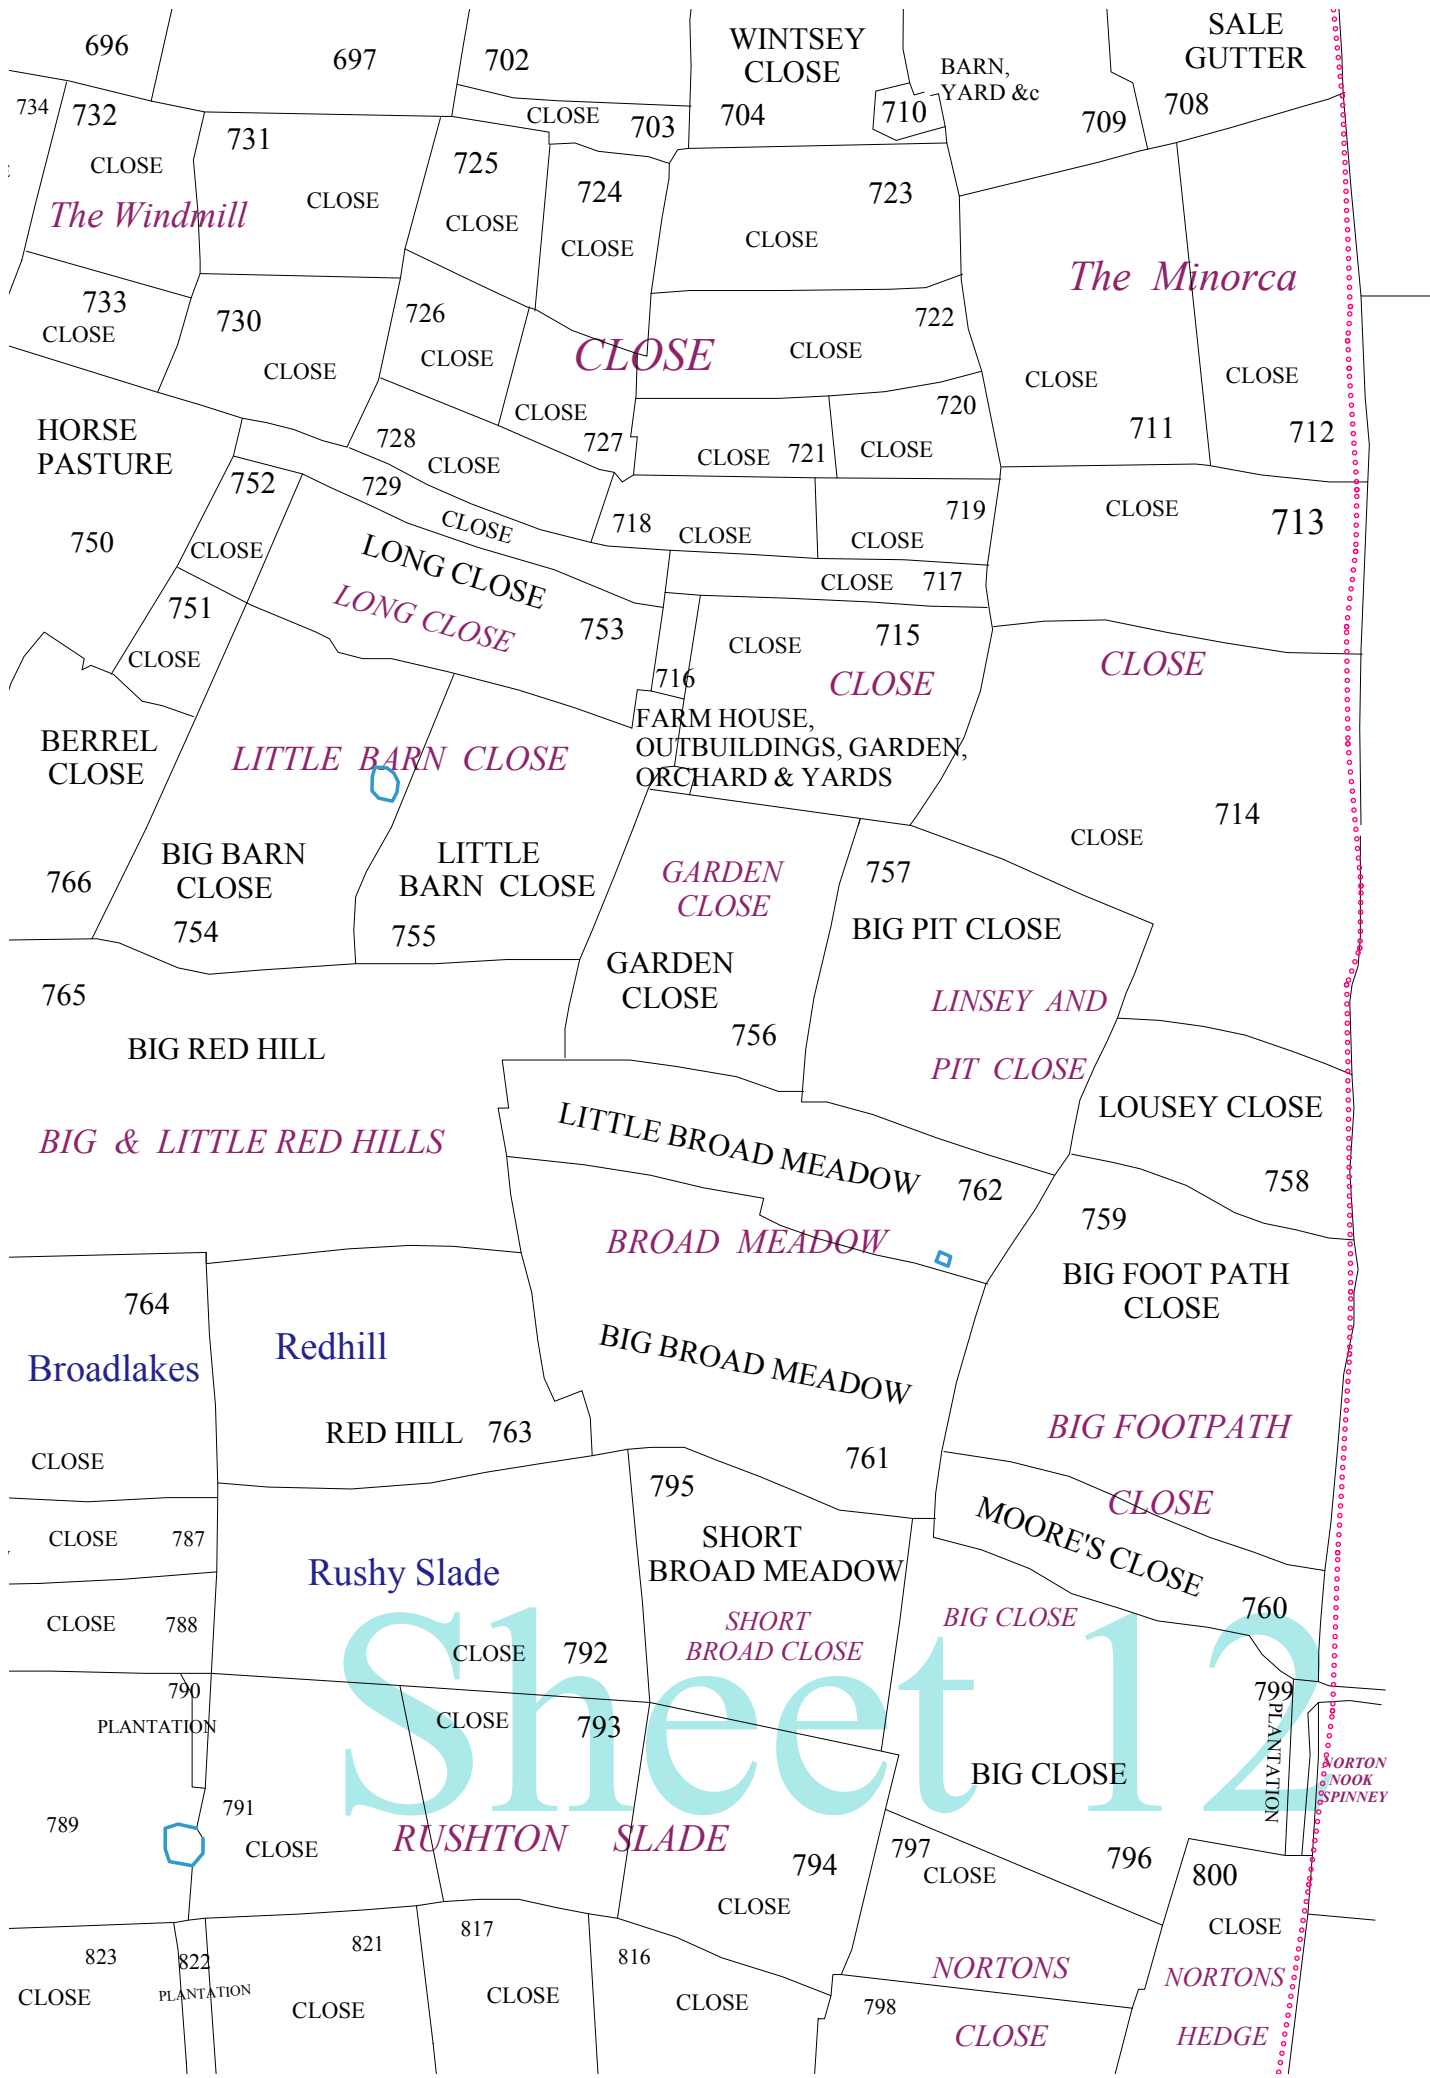 696
697
702
WINTSEY
CLOSE
704
710
BARN,
YARD &c
709
SALE
GUTTER
708
734
732
CLOSE
The Windmill
731
CLOSE
CLOSE 703
725
CLOSE
724
CLOSE
723
CLOSE
The Minorca
733
CLOSE
730
CLOSE
726
CLOSE
CLOSE
722
CLOSE
CLOSE
711
CLOSE
712
HORSE
PASTURE
750
728
CLOSE
CLOSE
727
CLOSE 721
720
CLOSE
752
CLOSE
729
CLOSE
718
CLOSE
719
CLOSE
CLOSE
713
LONG CLOSE
LONG CLOSE
753
CLOSE 717
751
CLOSE
716
CLOSE
715
CLOSE
CLOSE
FARM HOUSE,
OUTBUILDINGS, GARDEN,
ORCHARD & YARDS
BERREL
CLOSE
766
LITTLE BARN CLOSE
BIG BARN
CLOSE
754
LITTLE
BARN CLOSE
755
714
CLOSE
GARDEN
CLOSE
GARDEN
CLOSE
756
757
BIG PIT CLOSE
LINSEY AND
PIT CLOSE
765
BIG RED HILL
BIG & LITTLE RED HILLS
LITTLE BROAD MEADOW
762
LOUSEY CLOSE
758
BROAD MEADOW
759
BIG FOOT PATH
CLOSE
764
Broadlakes
CLOSE
Redhill
RED HILL 763
BIG BROAD MEADOW
761
BIG FOOTPATH
CLOSE
MOORE'S CLOSE
760
795
SHORT
BROAD MEADOW
SHORT
BROAD CLOSE
CLOSE 787
CLOSE 788
Rushy Slade
CLOSE 792
BIG CLOSE
Sheet 12
790
PLANTATION
789
CLOSE 793
799
PLANTATION
NORTON
NOOK
SPINNEY
BIG CLOSE
796
791
CLOSE
RUSHTON SLADE
794
CLOSE
797
CLOSE
800
CLOSE
823
CLOSE
822
PLANTATION
821
CLOSE
817
CLOSE
816
CLOSE
NORTONS
798
CLOSE
NORTONS
HEDGE